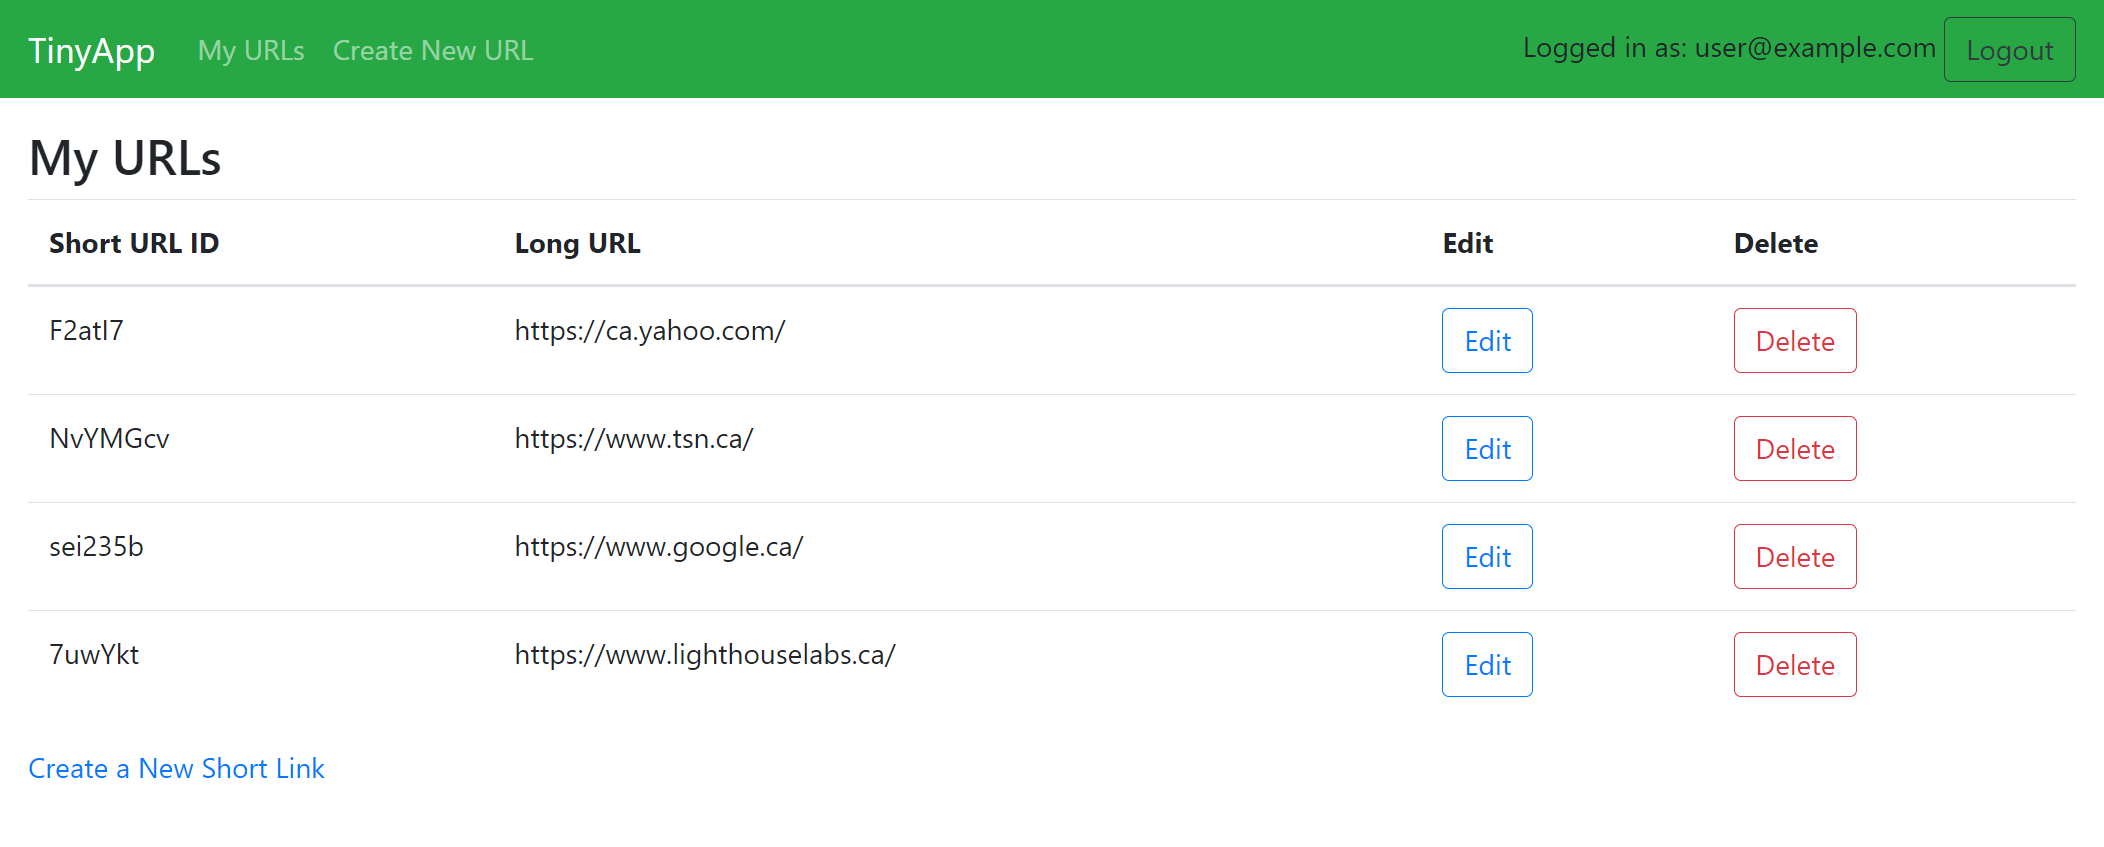 TinyApp My URLs Create New URL Logged in as: user@example.com Logout
My URLs
Short URL ID Long URL Edit Delete
F2atI7 https://ca.yahoo.com/ Edit Delete
NvYMGcv https://www.tsn.ca/ Edit Delete
sei235b https://www.google.ca/ Edit Delete
7uwYkt https://www.lighthouselabs.ca/ Edit Delete
Create a New Short Link